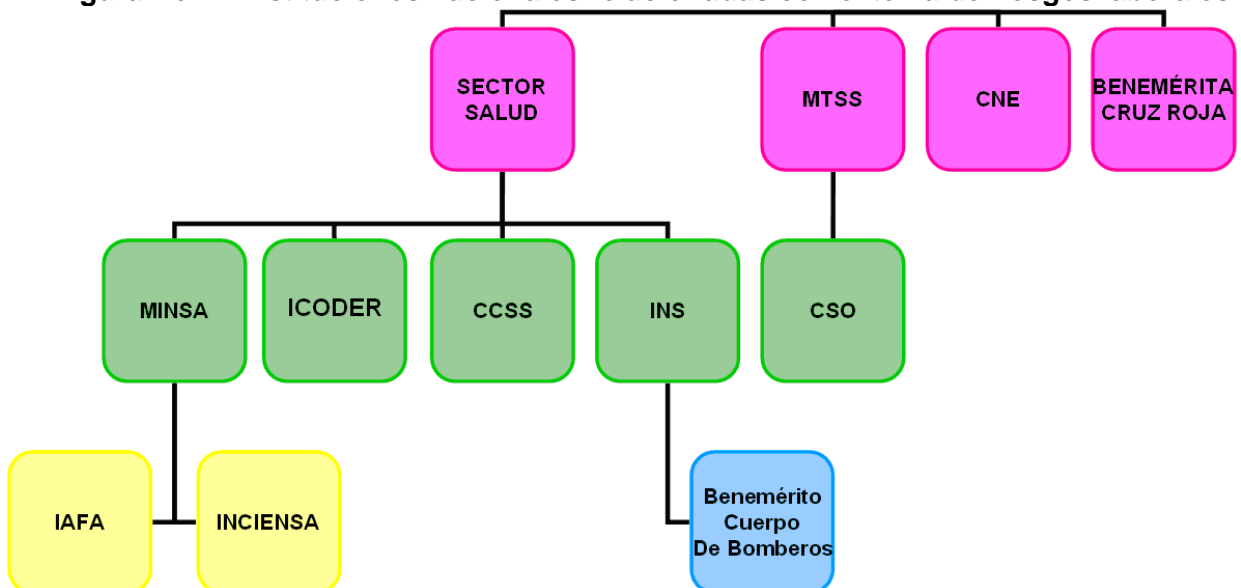 SECTOR
SALUD
MTSS
CNE
BENEMÉRITA
CRUZ ROJA
MINSA
ICODER
CCSS
INS
CSO
IAFA
INCIENSA
Benemérito
Cuerpo
De Bomberos